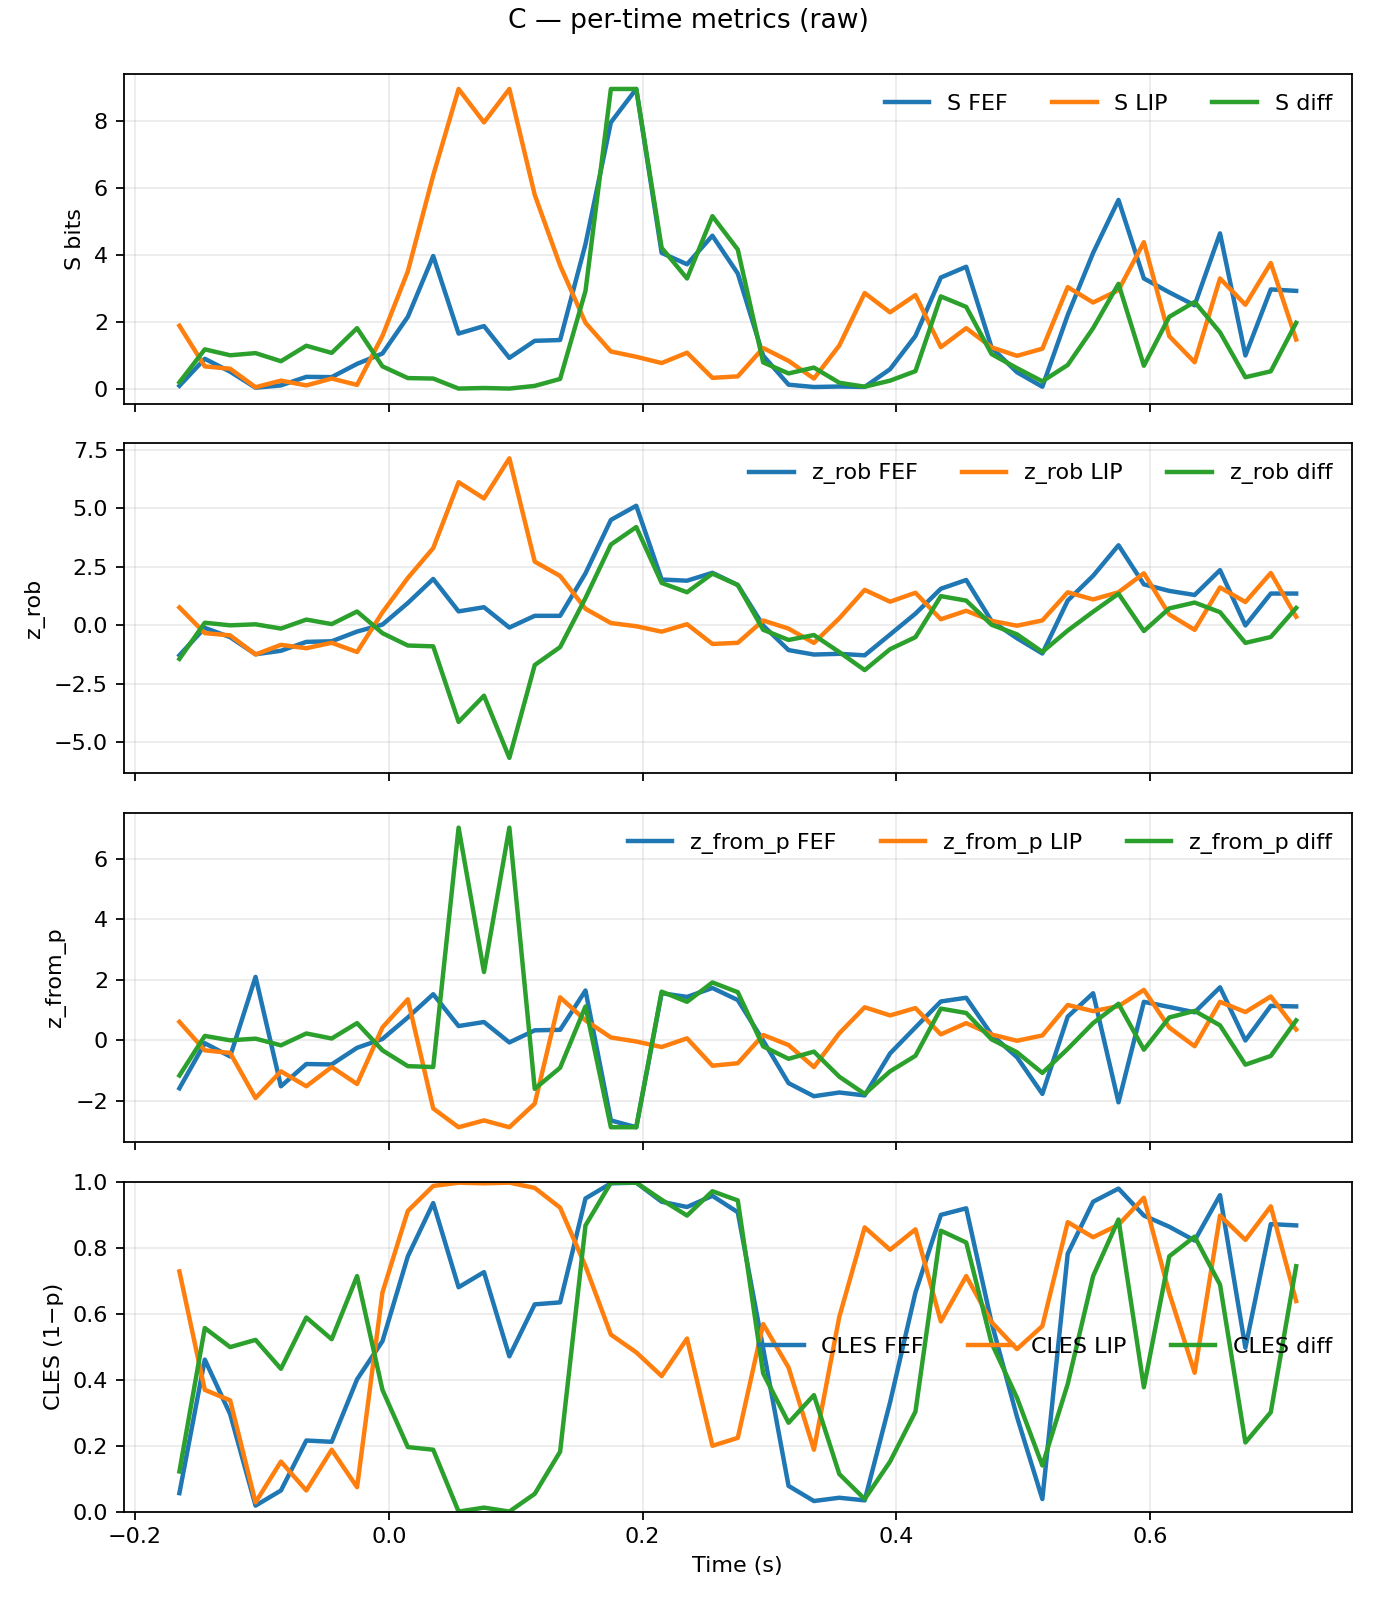 C — per-time metrics (raw)
S FEF S LIP S diff
8
6
4
2
0
S bits
z_rob FEF z_rob LIP z_rob diff
7.5
5.0
2.5
0.0
−2.5
−5.0
z_rob
z_from_p FEF z_from_p LIP z_from_p diff
6
4
2
0
−2
z_from_p
1.0
0.8
0.6
CLES FEF CLES LIP CLES diff
0.4
0.2
0.0
CLES (1−p)
−0.2 0.0 0.2 0.4 0.6
Time (s)